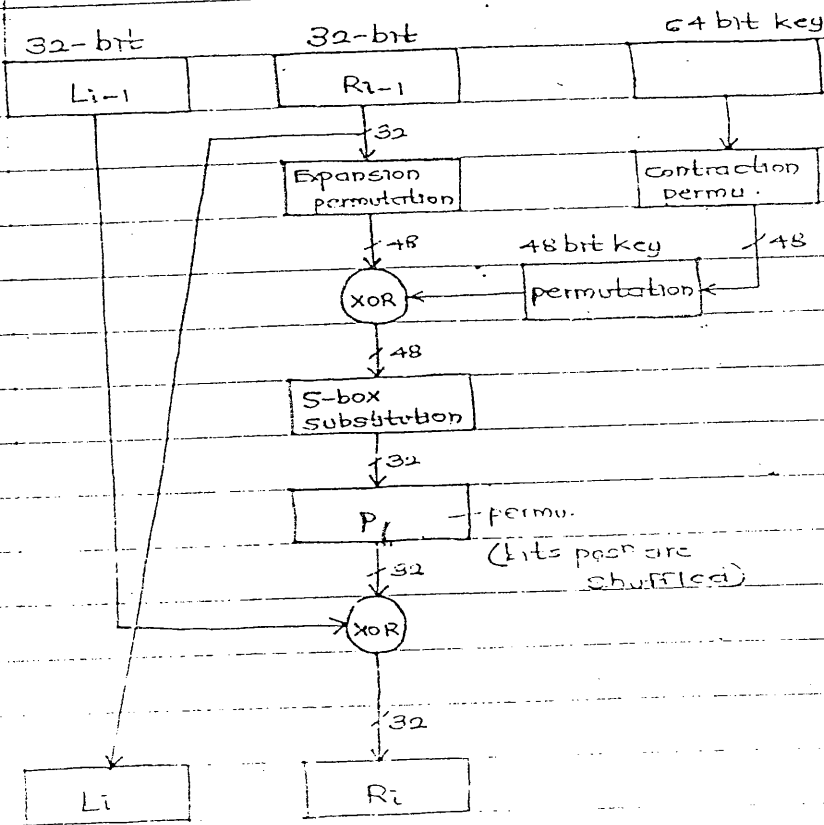 32-bit
32-bit
64 bit key
Li-1
Ri-1
32
Expansion
permutation
Contraction
permu.
48
48 bit key
48
XOR
permutation
48
S-box
substitution
32
P
permu.
(bits posn are
shuffled)
32
XOR
32
Li
Ri